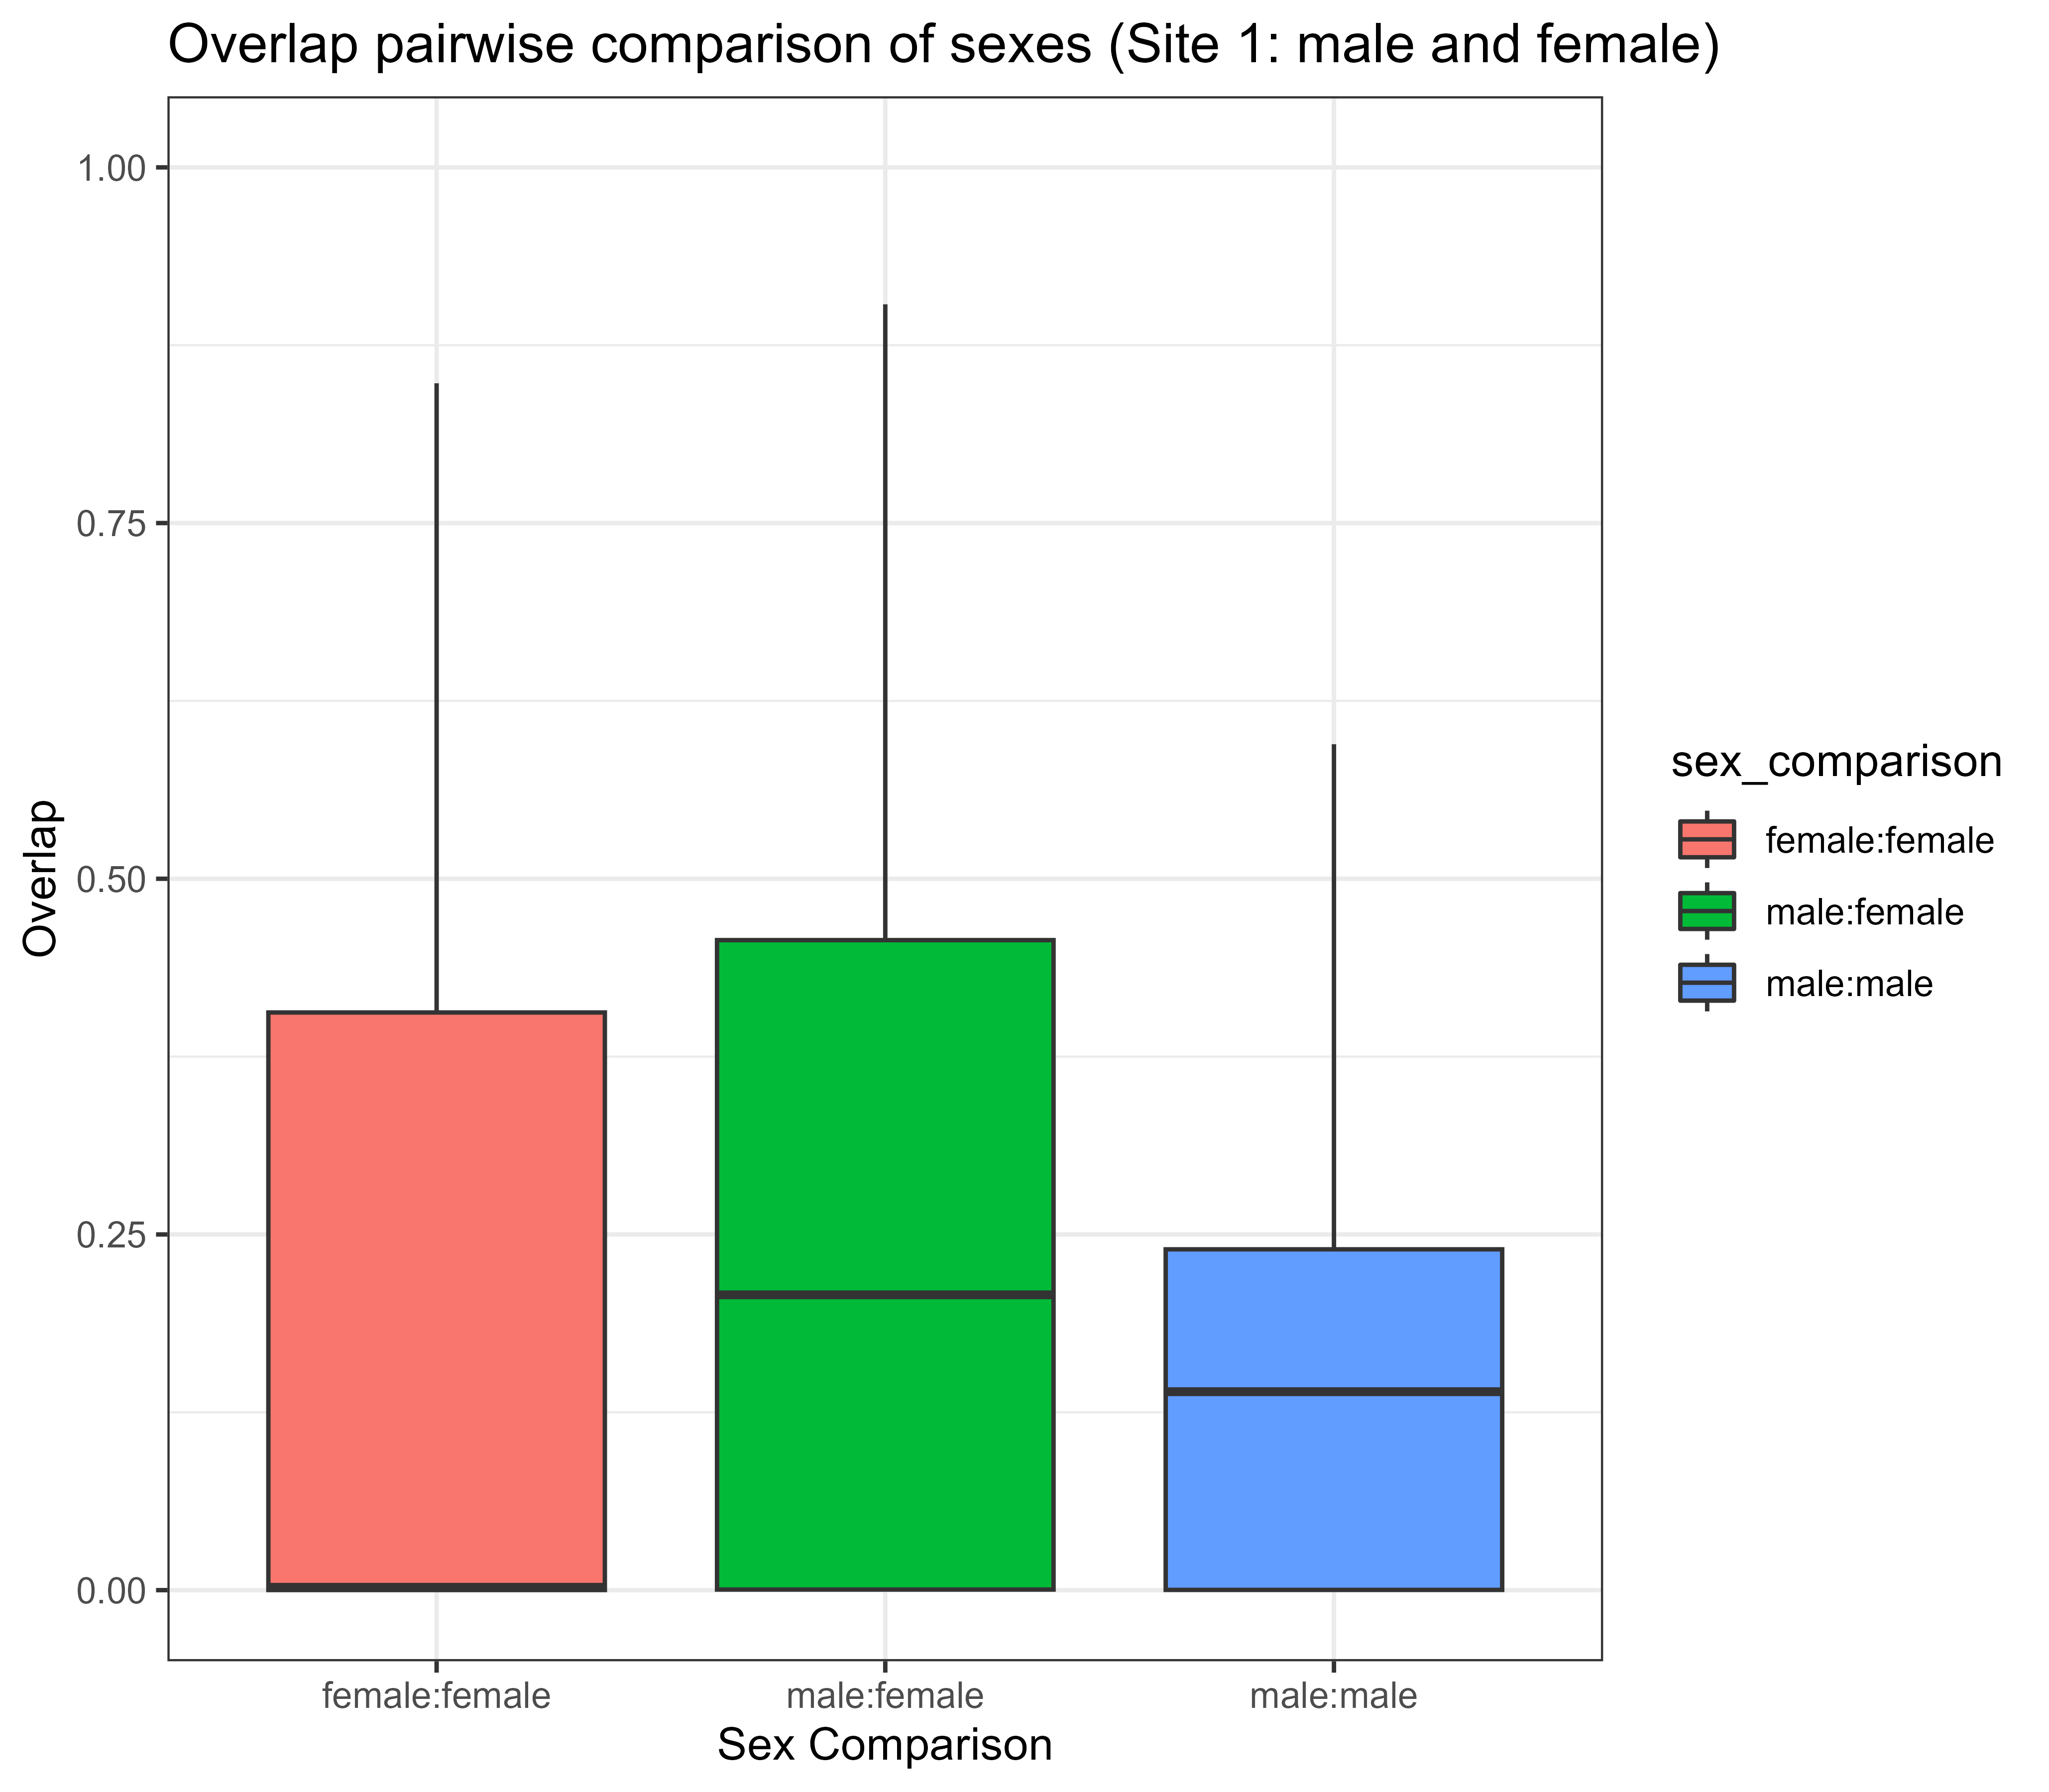 Overlap pairwise comparison of sexes (Site 1: male and female)
1.00
0.75
0.50
0.25
0.00
Overlap
female:female
male:female
male:male
Sex Comparison
sex_comparison
female:female
male:female
male:male